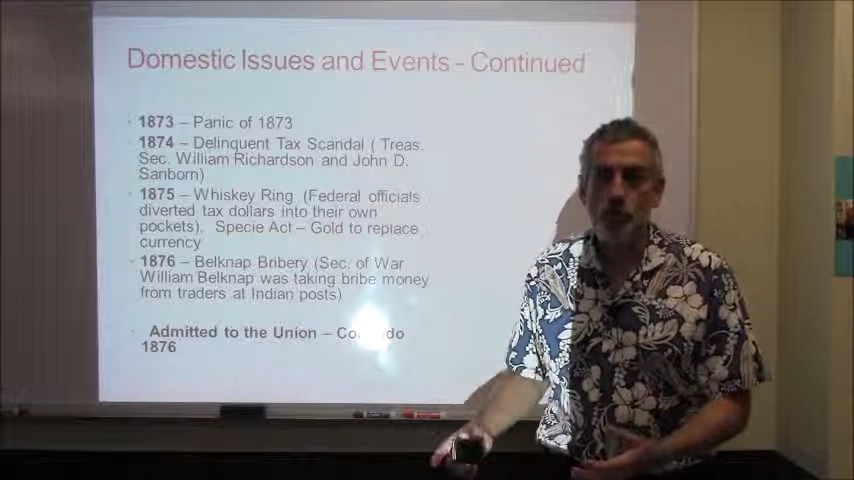 Domestic Issues and Events - Continued
1873 – Panic of 1873
1874 – Delinquent Tax Scandal ( Treas.
Sec. William Richardson and John D.
Sanborn)
1875 – Whiskey Ring (Federal officials
diverted tax dollars into their own
pockets). Specie Act – Gold to replace
currency
1876 – Belknap Bribery (Sec. of War
William Belknap was taking bribe money
from traders at Indian posts)
Admitted to the Union –
1876